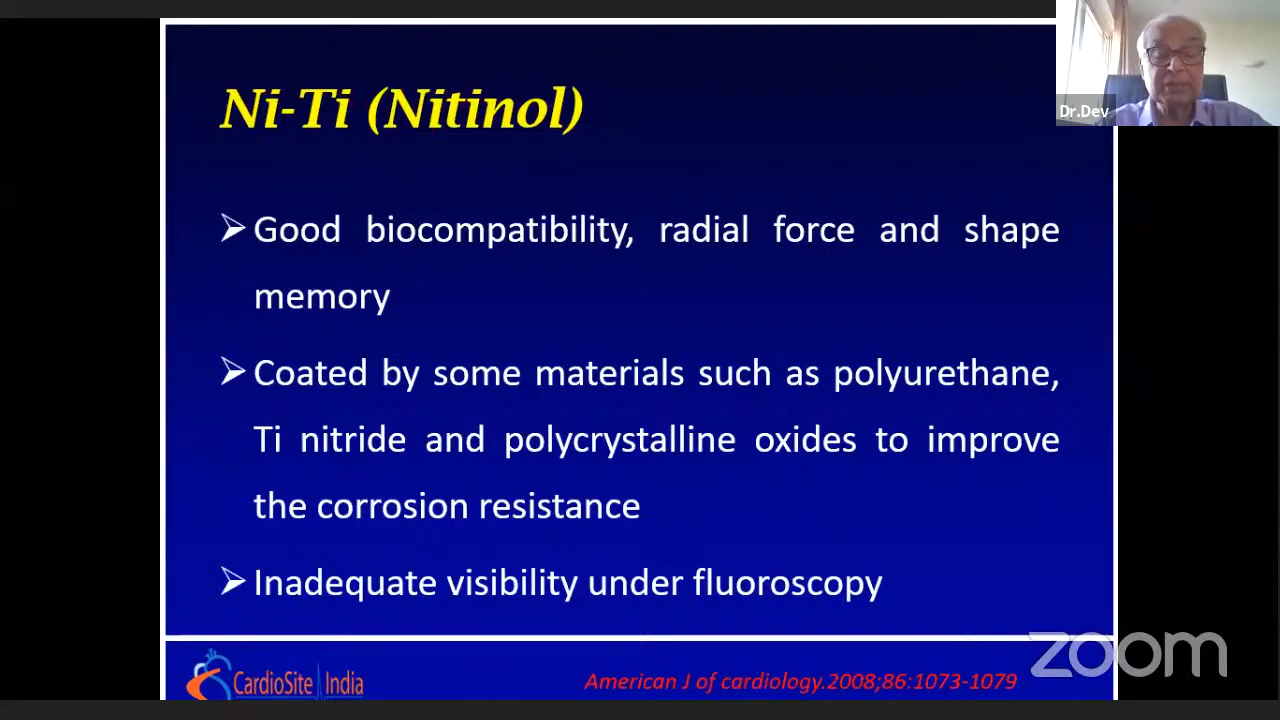 Ni-Ti (Nitinol)
Dr.Dev
➢ Good biocompatibility, radial force and shape
memory
➢ Coated by some materials such as polyurethane,
Ti nitride and polycrystalline oxides to improve
the corrosion resistance
➢ Inadequate visibility under fluoroscopy
zoom
CardioSite India
American J of cardiology.2008;86:1073-1079